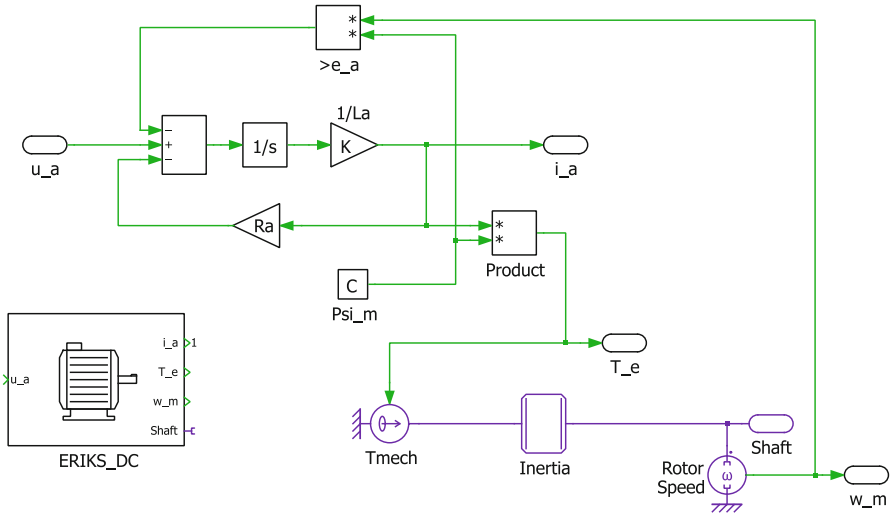 *
*
>e_a
1/La
u_a
−
+
−
1/s
K
i_a
Ra
*
*
Product
C
Psi_m
T_e
u_a
i_a
1
T_e
w_m
Shaft
ERIKS_DC
Tmech
Inertia
Shaft
Rotor
Speed
ω
w_m